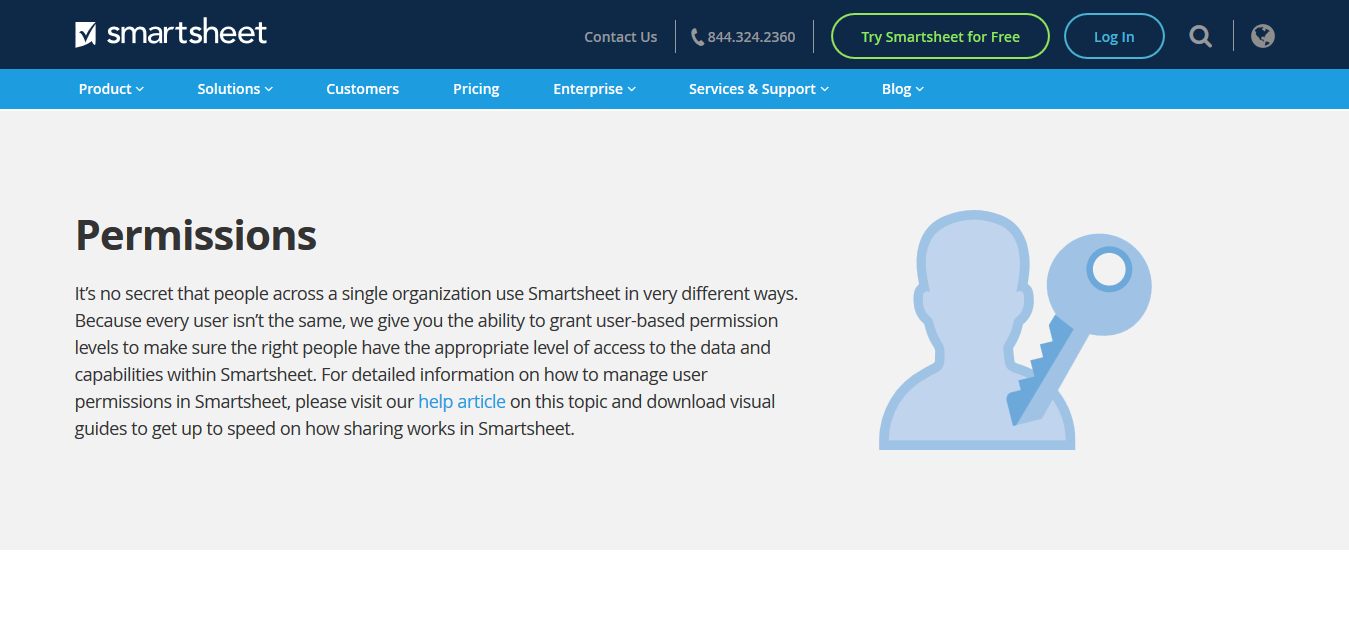 smartsheet
Contact Us
844.324.2360
Try Smartsheet for Free
Log In
Product
Solutions
Customers
Pricing
Enterprise
Services & Support
Blog
Permissions
It’s no secret that people across a single organization use Smartsheet in very different ways.
Because every user isn’t the same, we give you the ability to grant user-based permission
levels to make sure the right people have the appropriate level of access to the data and
capabilities within Smartsheet. For detailed information on how to manage user
permissions in Smartsheet, please visit our help article on this topic and download visual
guides to get up to speed on how sharing works in Smartsheet.